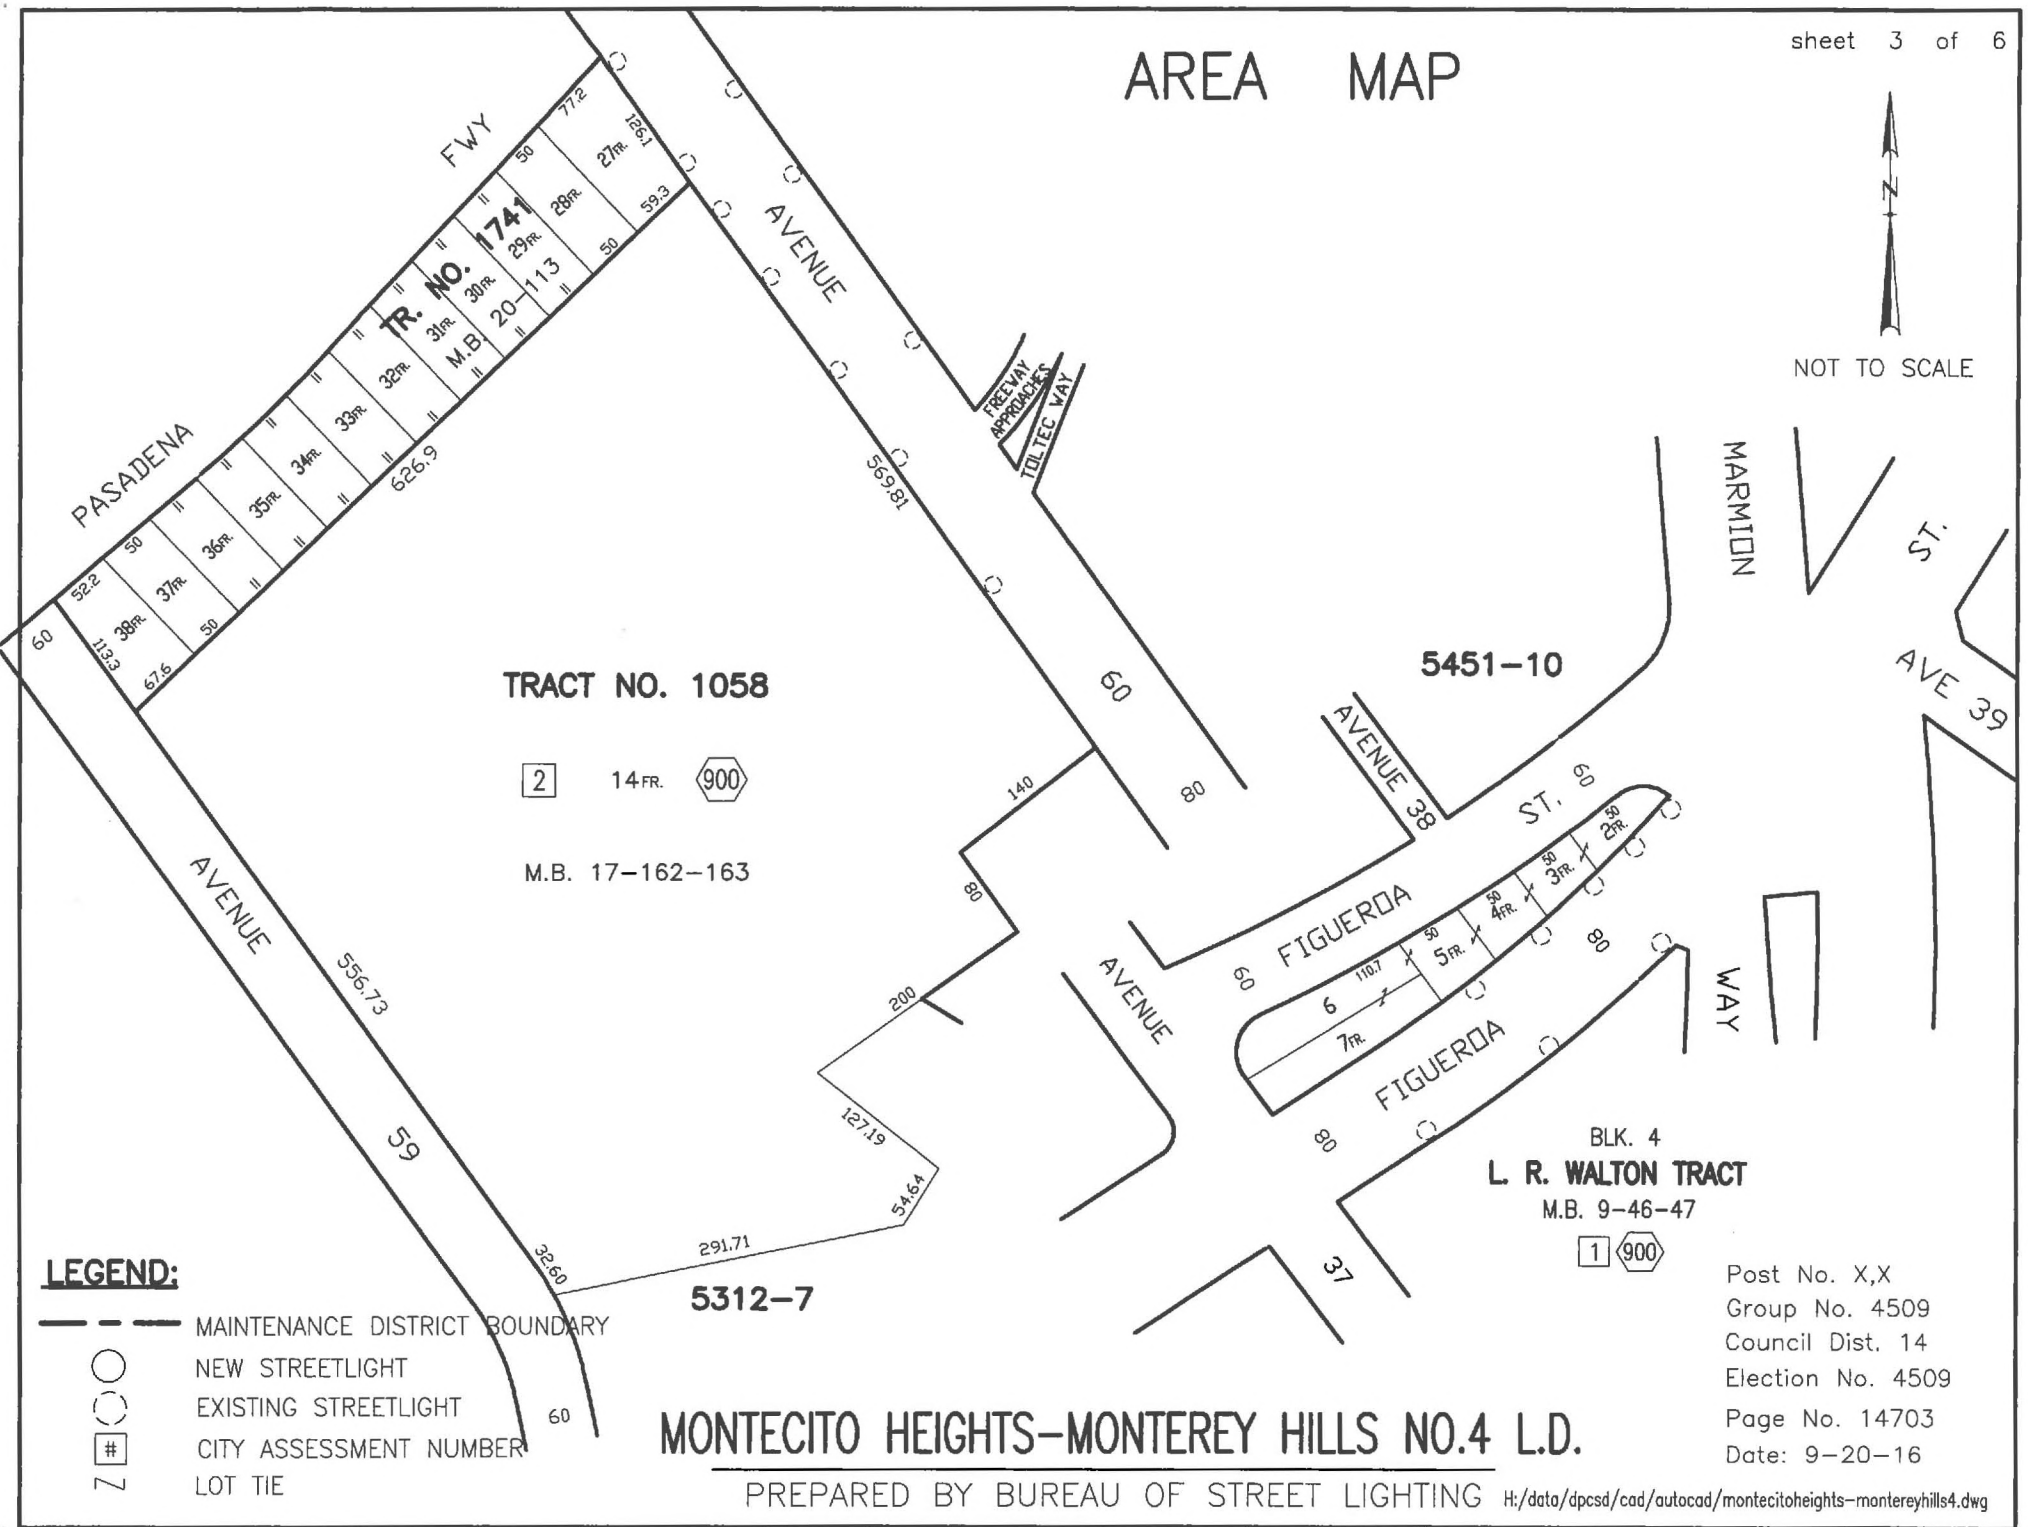 sheet 3 of 6
AREA MAP
N
NOT TO SCALE
FWY
PASADENA
77.2
126.1
59.3
50
50
27FR.
28FR.
29FR.
30FR.
31FR.
32FR.
33FR.
34FR.
35FR.
36FR.
37FR.
38FR.
TR. NO. 1741
M.B. 20-113
626.9
50
52.2
50
113.3
67.6
60
AVENUE
569.81
FREEWAY
APPROACHES
TOLTEC WAY
60
80
MARMION
ST.
AVE 39
5451-10
AVENUE 38
TRACT NO. 1058
2 14FR. 900
M.B. 17-162-163
140
80
200
127.19
54.64
291.71
32.60
556.73
AVENUE
59
60
5312-7
ST. 60
FIGUEROA
60
50
2FR.
50
3FR.
50
4FR.
50
5FR.
110.7
6
7FR.
80
FIGUEROA
80
WAY
AVENUE
37
BLK. 4
L. R. WALTON TRACT
M.B. 9-46-47
1 900
LEGEND:
MAINTENANCE DISTRICT BOUNDARY
NEW STREETLIGHT
EXISTING STREETLIGHT
# CITY ASSESSMENT NUMBER
LOT TIE
Post No. X,X
Group No. 4509
Council Dist. 14
Election No. 4509
Page No. 14703
Date: 9-20-16
MONTECITO HEIGHTS-MONTEREY HILLS NO.4 L.D.
PREPARED BY BUREAU OF STREET LIGHTING
H:/data/dpcsd/cad/autocad/montecitoheights-montereyhills4.dwg